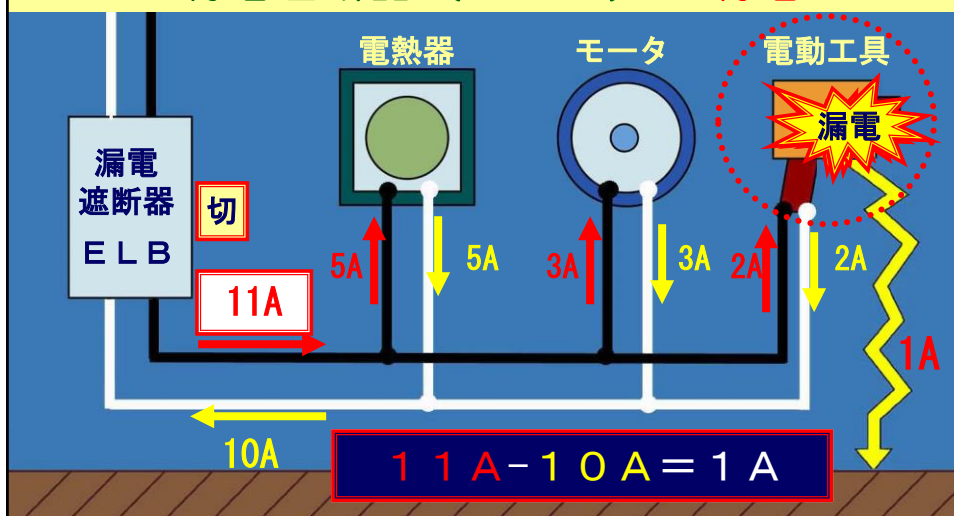 電熱器
モータ
電動工具
漏電
漏電
遮断器
ELB
切
5A
5A
3A
3A
2A
2A
11A
1A
10A
11A-10A=1A